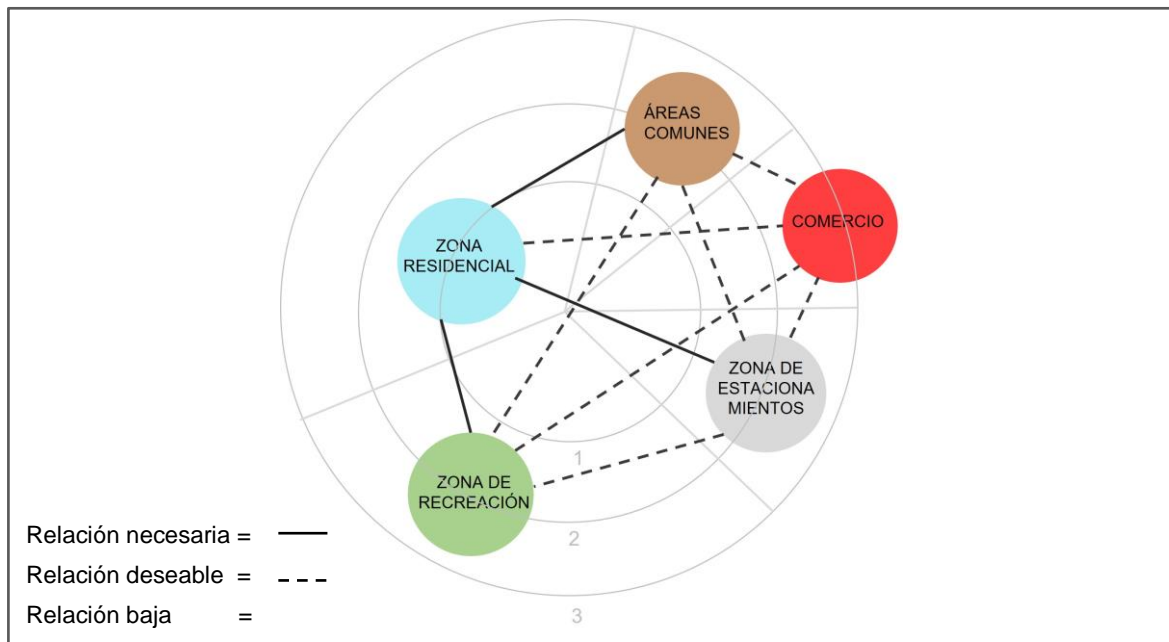 ÁREAS
COMUNES
COMERCIO
ZONA
RESIDENCIAL
ZONA DE
ESTACIONA
MIENTOS
ZONA DE
RECREACIÓN
1
2
3
Relación necesaria =
Relación deseable =
Relación baja =